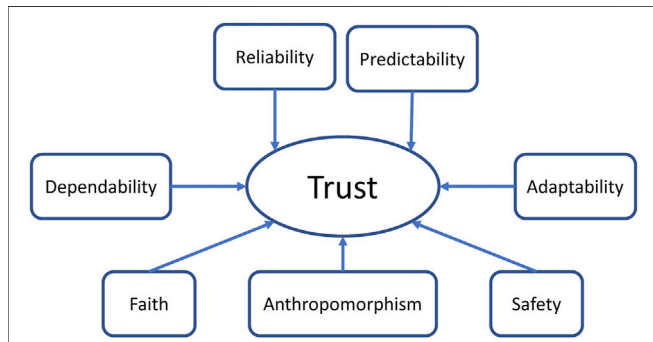 Reliability
Predictability
Dependability
Trust
Adaptability
Faith
Anthropomorphism
Safety